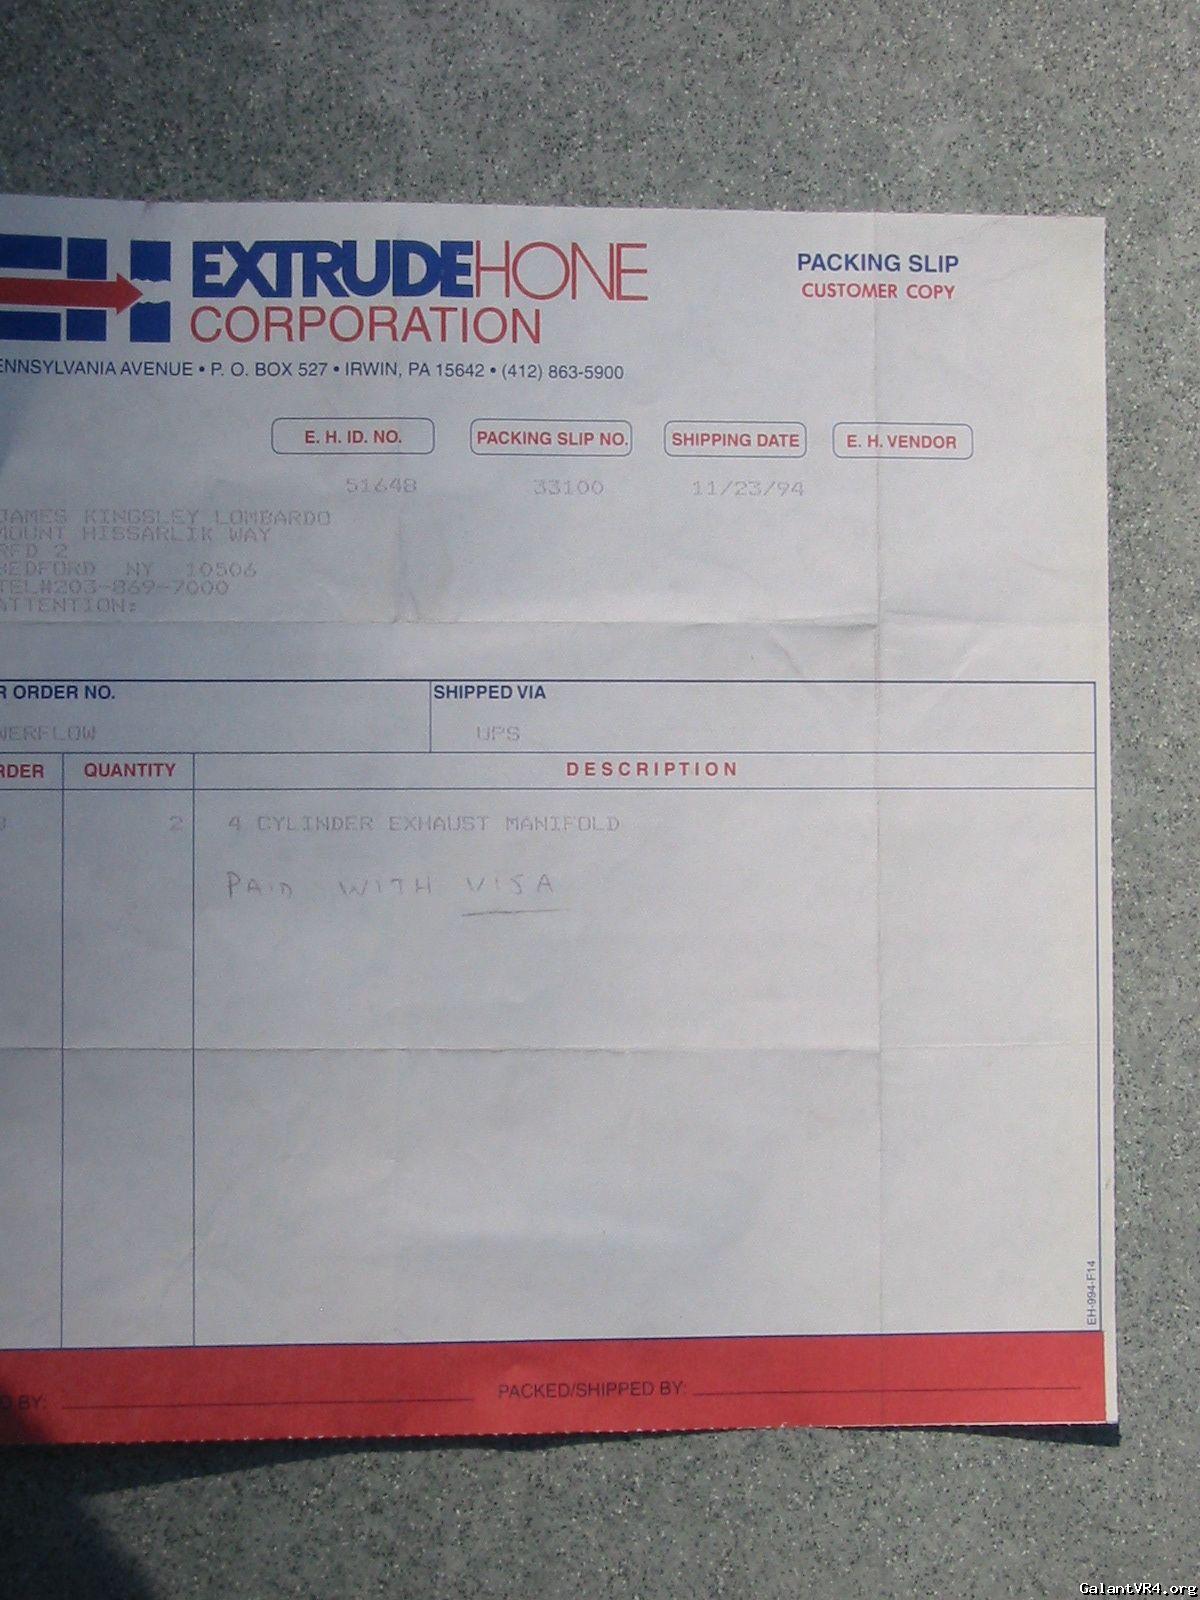 EH EXTRUDEHONE
CORPORATION
PACKING SLIP
CUSTOMER COPY
ENNSYLVANIA AVENUE • P. O. BOX 527 • IRWIN, PA 15642 • (412) 863-5900
E. H. ID. NO. PACKING SLIP NO. SHIPPING DATE E. H. VENDOR
51648 33100 11/23/94
JAMES KINGSLEY LOMBARDO
MOUNT HISSARLIK WAY
RFD 2
BEDFORD NY 10506
TEL#203-869-7000
ATTENTION:
R ORDER NO. SHIPPED VIA
WERFLOW UPS
RDER QUANTITY DESCRIPTION
2 4 CYLINDER EXHAUST MANIFOLD
PAID WITH VISA
EH-994-F14
D BY: PACKED/SHIPPED BY:
GalantVR4.org